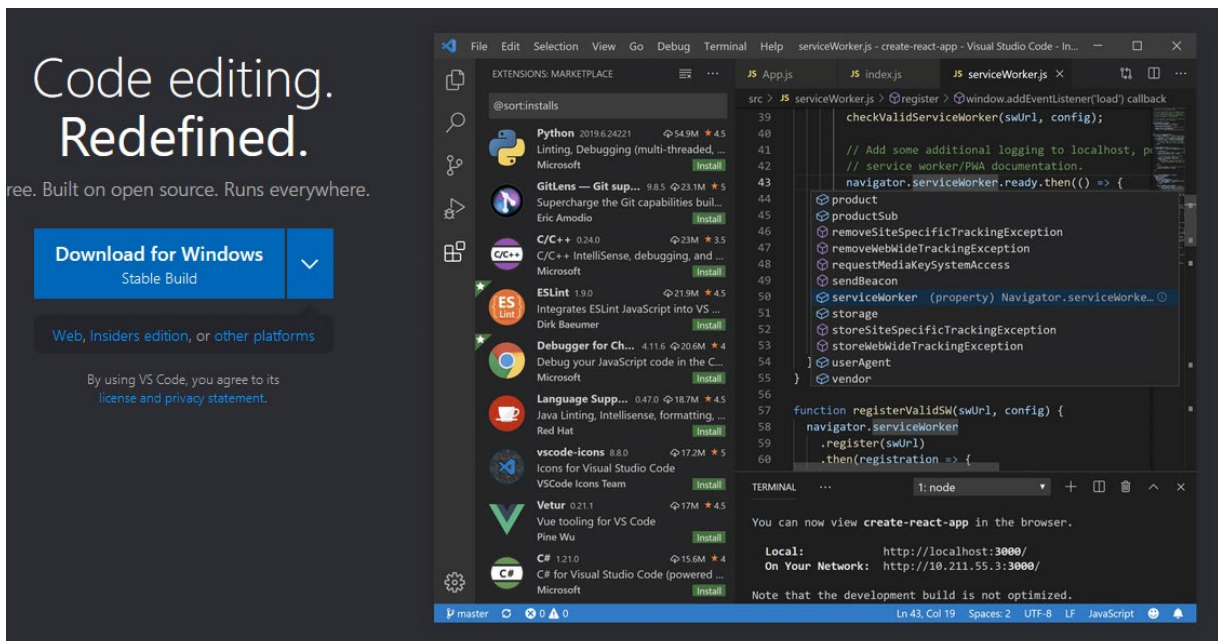 Code editing.
Redefined.
ree. Built on open source. Runs everywhere.
Download for Windows
Stable Build
Web, Insiders edition, or other platforms
By using VS Code, you agree to its
license and privacy statement.
File Edit Selection View Go Debug Terminal Help serviceWorker.js - create-react-app - Visual Studio Code - In...
EXTENSIONS: MARKETPLACE
@sort:installs
Python 2019.6.24221 54.9M ★ 4.5
Linting, Debugging (multi-threaded, ...
Microsoft Install
GitLens — Git sup... 9.8.5 23.1M ★ 5
Supercharge the Git capabilities buil...
Eric Amodio Install
C/C++ 0.24.0 23M ★ 3.5
C/C++ IntelliSense, debugging, and ...
Microsoft Install
ESLint 1.9.0 21.9M ★ 4.5
Integrates ESLint JavaScript into VS ...
Dirk Baeumer Install
Debugger for Ch... 4.11.6 20.6M ★ 4
Debug your JavaScript code in the C...
Microsoft Install
Language Supp... 0.47.0 18.7M ★ 4.5
Java Linting, Intellisense, formatting, ...
Red Hat Install
vscode-icons 8.8.0 17.2M ★ 5
Icons for Visual Studio Code
VSCode Icons Team Install
Vetur 0.21.1 17M ★ 4.5
Vue tooling for VS Code
Pine Wu Install
C# 1.21.0 15.6M ★ 4
C# for Visual Studio Code (powered ...
Microsoft Install
C/C++
ES
Lint
C#
JS App.js JS index.js JS serviceWorker.js ×
src > JS serviceWorker.js > register > window.addEventListener('load') callback
39 checkValidServiceWorker(swUrl, config);
40
41 // Add some additional logging to localhost, p
42 // service worker/PWA documentation.
43 navigator.serviceWorker.ready.then(() => {
44 product
45 productSub
46 removeSiteSpecificTrackingException
47 removeWebWideTrackingException
48 requestMediaKeySystemAccess
49 sendBeacon
50 serviceWorker (property) Navigator.serviceWorke...
51 storage
52 storeSiteSpecificTrackingException
53 storeWebWideTrackingException
54 } userAgent
55 } vendor
56
57 function registerValidSW(swUrl, config) {
58 navigator.serviceWorker
59 .register(swUrl)
60 .then(registration => {
TERMINAL ... 1: node
You can now view create-react-app in the browser.
Local: http://localhost:3000/
On Your Network: http://10.211.55.3:3000/
Note that the development build is not optimized.
master 0 0 Ln 43, Col 19 Spaces: 2 UTF-8 LF JavaScript